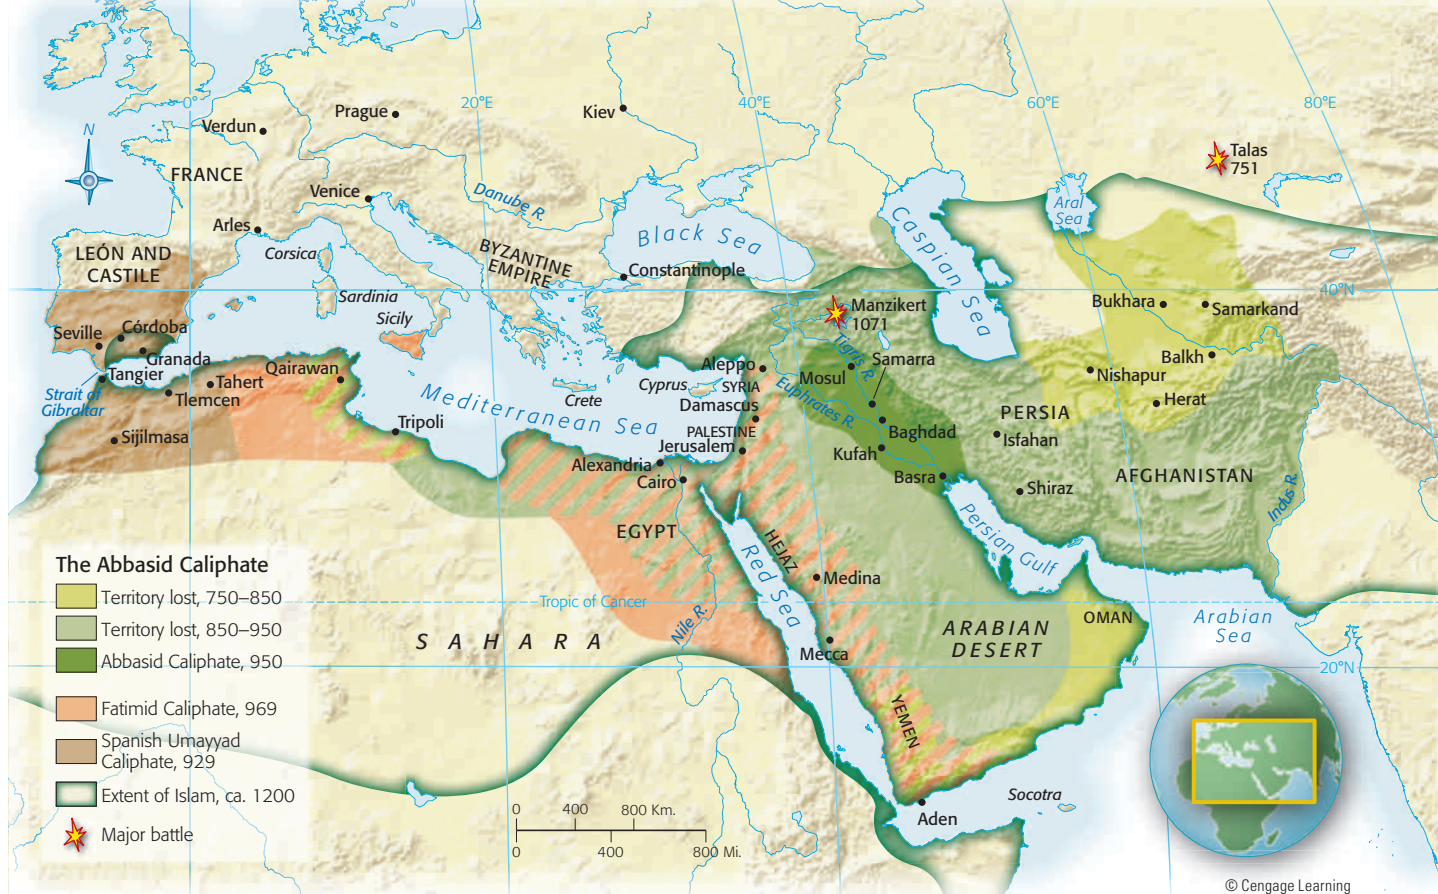 0°E
20°E
40°E
60°E
80°E
Prague
Kiev
Verdun
Talas
751
N
FRANCE
Venice
Danube R.
Aral
Sea
Arles
Black Sea
Caspian Sea
LEÓN AND
CASTILE
Corsica
BYZANTINE
EMPIRE
Constantinople
Sardinia
40°N
Bukhara
Samarkand
Manzikert
1071
Sicily
Seville
Córdoba
Granada
Tigris R.
Samarra
Balkh
Strait of
Gibraltar
Tangier
Tahert
Tlemcen
Qairawan
Aleppo
Mosul
Nishapur
Cyprus
SYRIA
Euphrates R.
Herat
Crete
Mediterranean Sea
Damascus
PERSIA
Tripoli
PALESTINE
Baghdad
Isfahan
Sijilmasa
Jerusalem
Kufah
Alexandria
Cairo
Basra
AFGHANISTAN
Shiraz
Indus R.
EGYPT
Persian Gulf
HEJAZ
Red Sea
Medina
Tropic of Cancer
Nile R.
SAHARA
Mecca
ARABIAN
DESERT
OMAN
Arabian
Sea
20°N
YEMEN
Socotra
Aden
The Abbasid Caliphate
Territory lost, 750–850
Territory lost, 850–950
Abbasid Caliphate, 950
Fatimid Caliphate, 969
Spanish Umayyad
Caliphate, 929
Extent of Islam, ca. 1200
Major battle
0 400 800 Km.
0 400 800 Mi.
© Cengage Learning